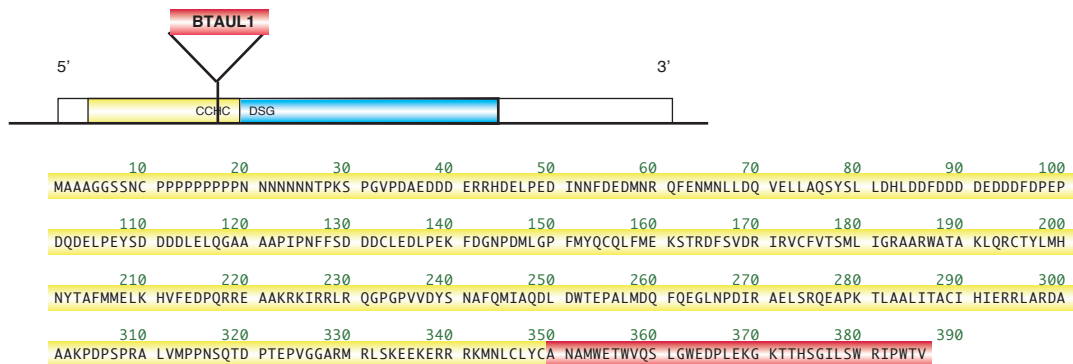 BTAUL1
5' 3'
CCHC DSG
10 20 30 40 50 60 70 80 90 100
MAAAGGSSNC PPPPPPPPPN NNNNNNTPKS PGVPDAEDDD ERRHDELPED INNFDEDMNR QFENMNLLDQ VELLAQSYSL LDHLDDFDDD DEDDDFDPEP
110 120 130 140 150 160 170 180 190 200
DQDELPEYSD DDDLELQGAA AAPIPNFFSD DDCLEDLPEK FDGNPDMLGP FMYQCQLFME KSTRDFSVDR IRVCFVTSML IGRAARWATA KLQRCTYLMH
210 220 230 240 250 260 270 280 290 300
NYTAFMMELK HVFEDPQRRE AAKRKIRRLR QGPGPVVDYS NAFQMIAQDL DWTEPALMDQ FQEGLNPDIR AELSRQEAPK TLAALITACI HIERRLARDA
310 320 330 340 350 360 370 380 390
AAKPDPSPRA LVMPPNSQTD PTEPVGGARM RLSKEEKERR RKMNLCLYCA NAMWETWVQS LGWEDPLEKG KTTHSGILSW RIPWTV